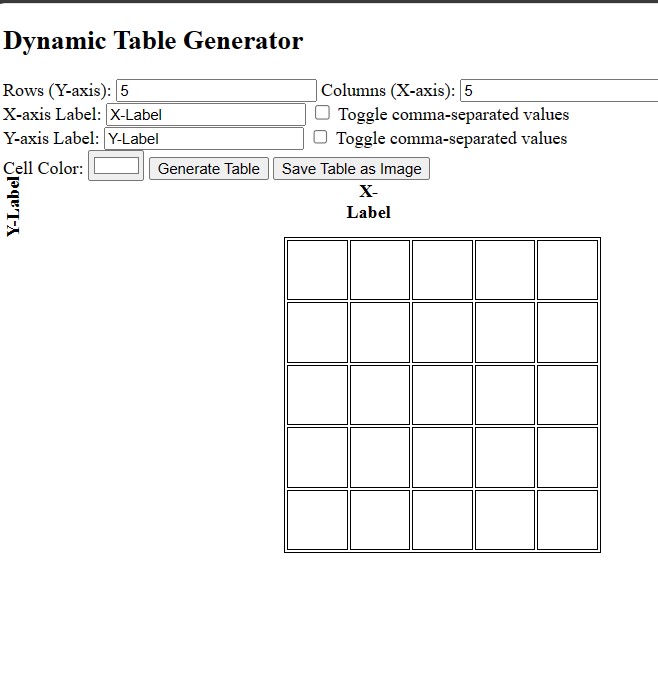 Dynamic Table Generator
Rows (Y-axis): 5 Columns (X-axis): 5
X-axis Label: X-Label Toggle comma-separated values
Y-axis Label: Y-Label Toggle comma-separated values
Cell Color: Generate Table Save Table as Image
Y-Label
X-
Label